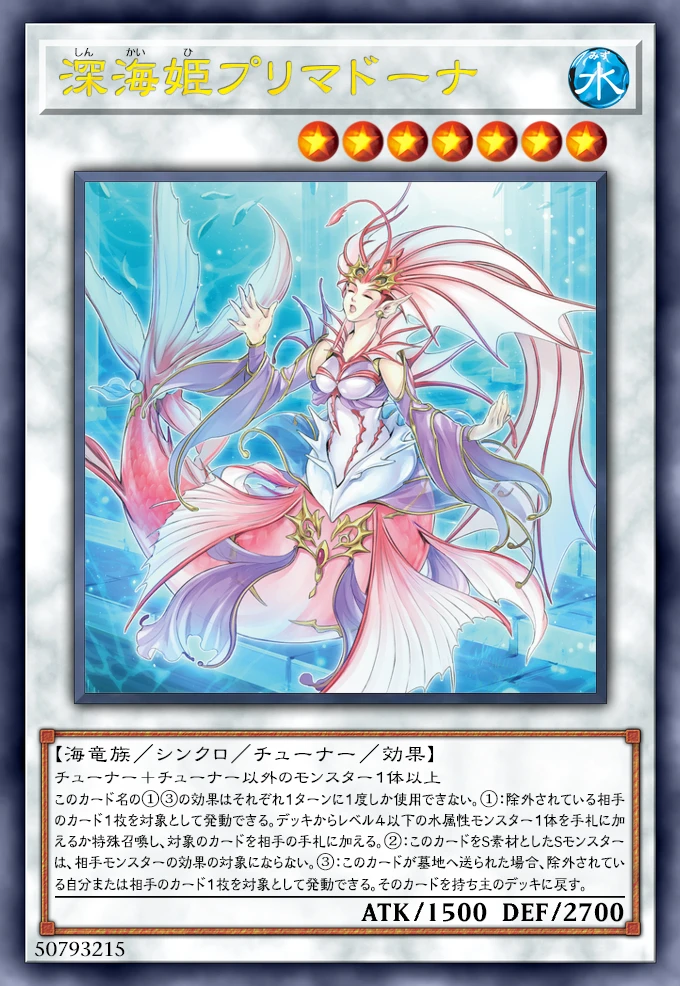 しん かい ひ
深海姫プリマドーナ
みず
水
【海竜族／シンクロ／チューナー／効果】
チューナー＋チューナー以外のモンスター１体以上
このカード名の①③の効果はそれぞれ１ターンに１度しか使用できない。①：除外されている相手
のカード１枚を対象として発動できる。デッキからレベル４以下の水属性モンスター１体を手札に加
えるか特殊召喚し、対象のカードを相手の手札に加える。②：このカードをS素材としたSモンスター
は、相手モンスターの効果の対象にならない。③：このカードが墓地へ送られた場合、除外されてい
る自分または相手のカード１枚を対象として発動できる。そのカードを持ち主のデッキに戻す。
ATK/1500 DEF/2700
50793215